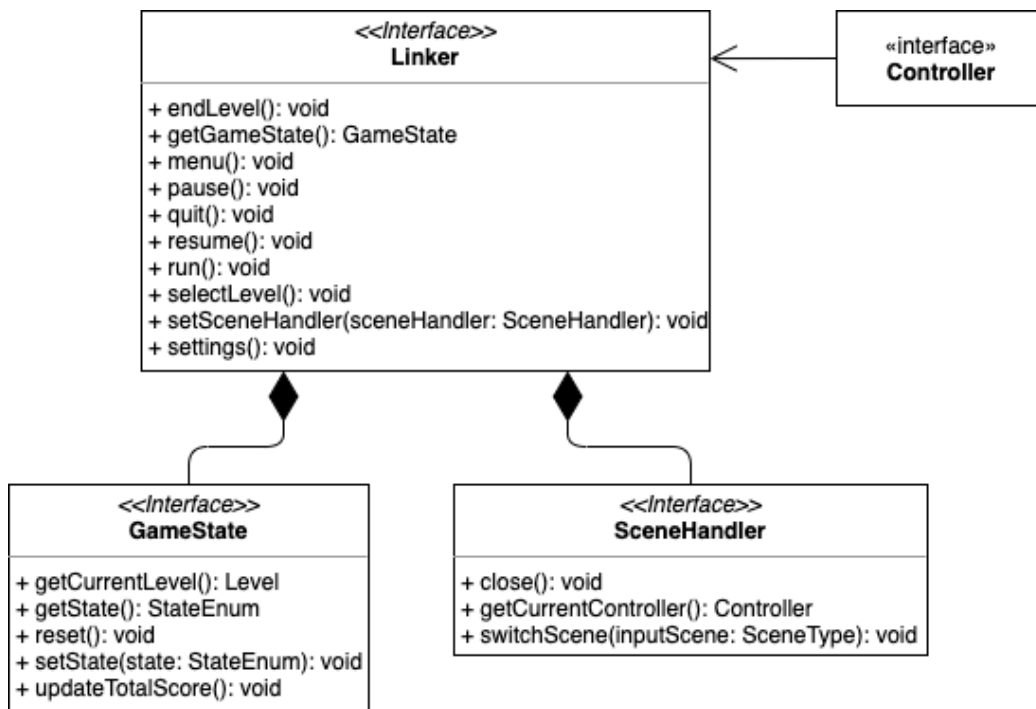 <<Interface>>
Linker
+ endLevel(): void
+ getGameState(): GameState
+ menu(): void
+ pause(): void
+ quit(): void
+ resume(): void
+ run(): void
+ selectLevel(): void
+ setSceneHandler(sceneHandler: SceneHandler): void
+ settings(): void
«interface»
Controller
<<Interface>>
GameState
+ getCurrentLevel(): Level
+ getState(): StateEnum
+ reset(): void
+ setState(state: StateEnum): void
+ updateTotalScore(): void
<<Interface>>
SceneHandler
+ close(): void
+ getCurrentController(): Controller
+ switchScene(inputScene: SceneType): void